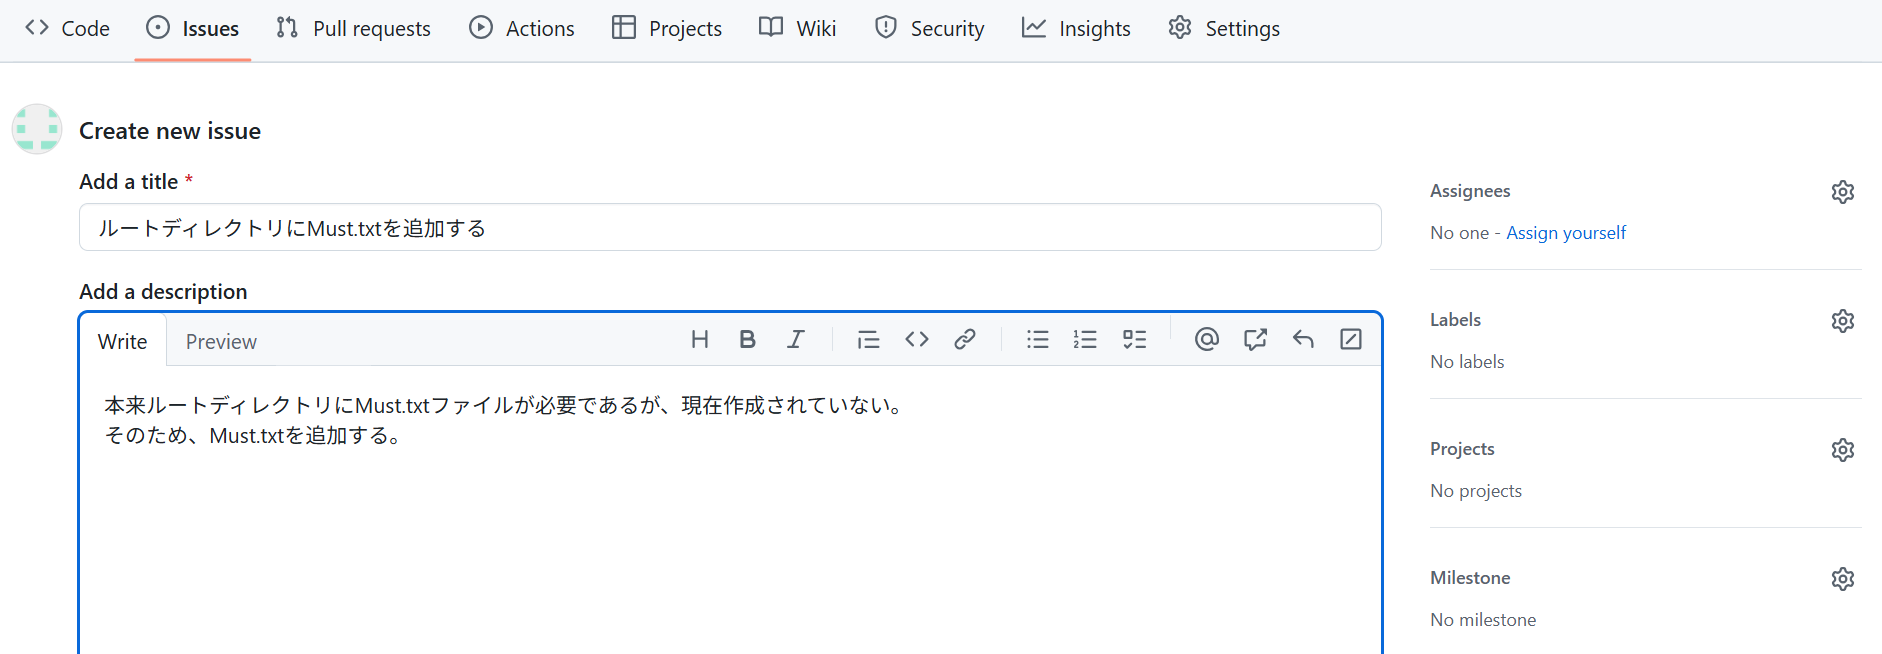 Code Issues Pull requests Actions Projects Wiki Security Insights Settings
Create new issue
Add a title *
ルートディレクトリにMust.txtを追加する
Add a description
Write Preview
本来ルートディレクトリにMust.txtファイルが必要であるが、現在作成されていない。
そのため、Must.txtを追加する。
Assignees
No one - Assign yourself
Labels
No labels
Projects
No projects
Milestone
No milestone